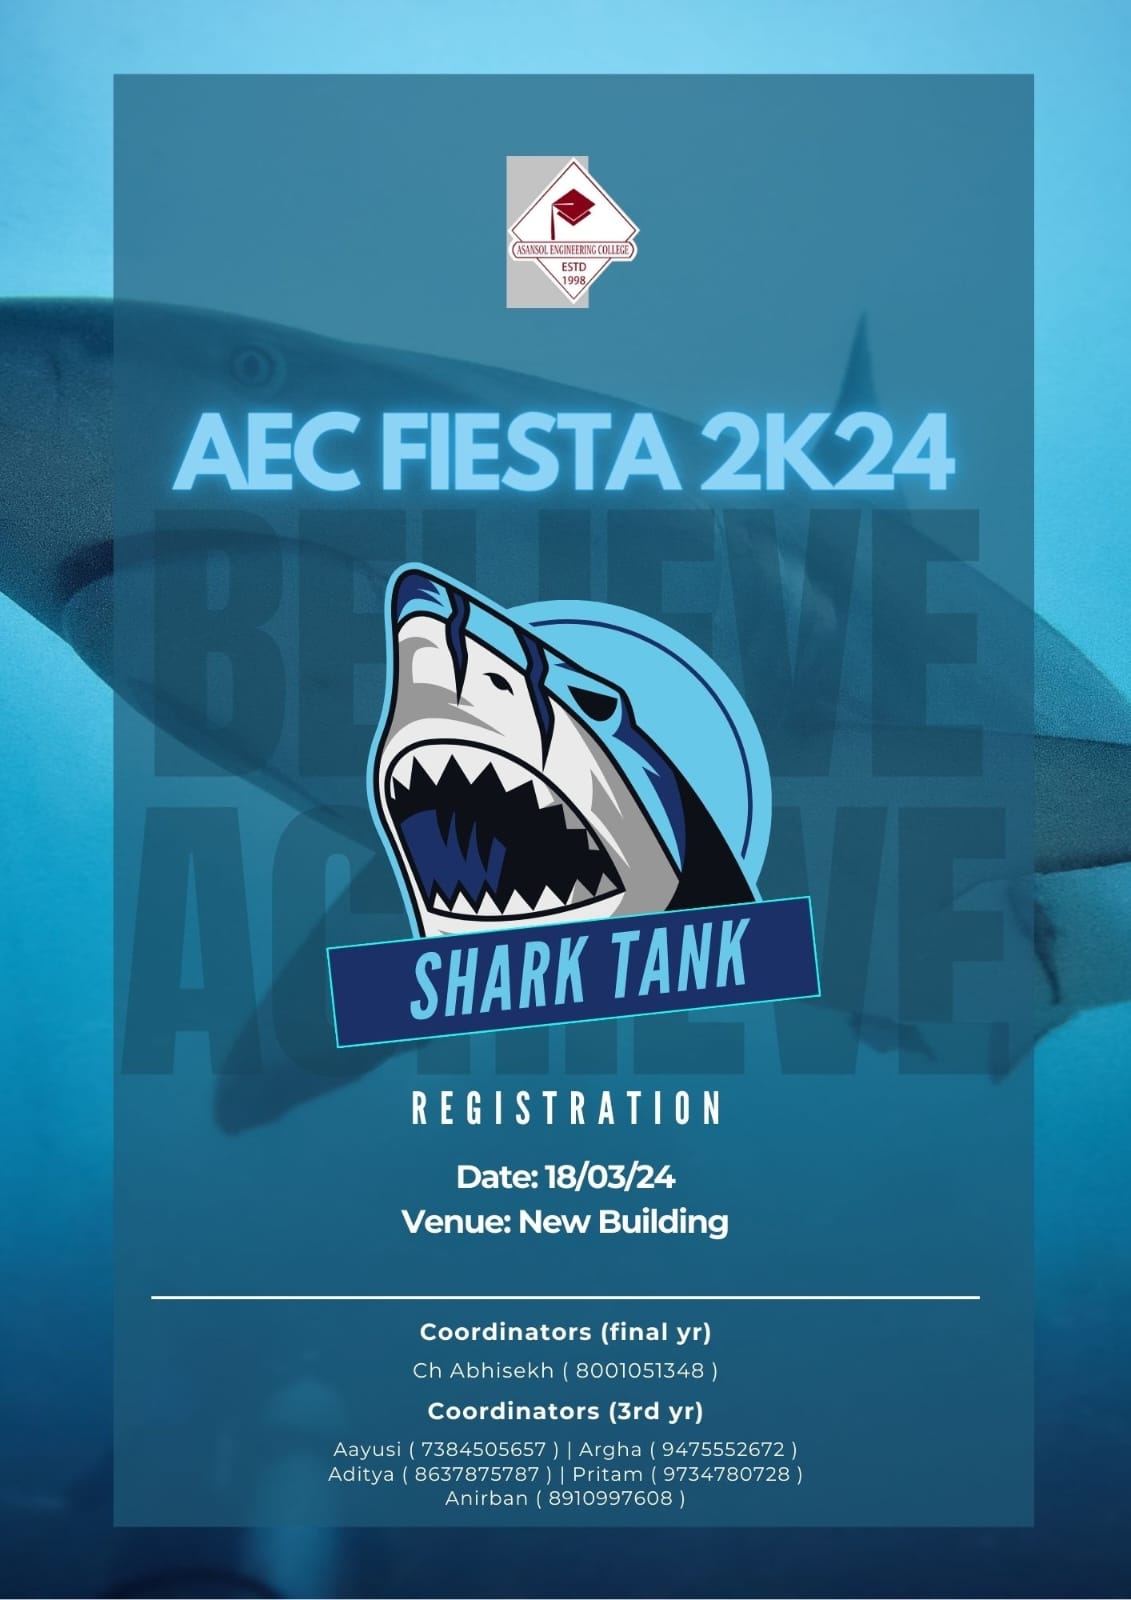 ASANSOL ENGINEERING COLLEGE
ESTD
1998
AEC FIESTA 2K24
BELIEVE
ACHIEVE
SHARK TANK
REGISTRATION
Date: 18/03/24
Venue: New Building
Coordinators (final yr)
Ch Abhisekh ( 8001051348 )
Coordinators (3rd yr)
Aayusi ( 7384505657 ) | Argha ( 9475552672 )
Aditya ( 8637875787 ) | Pritam ( 9734780728 )
Anirban ( 8910997608 )